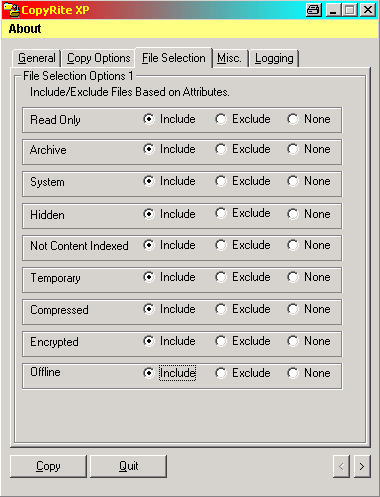 CopyRite XP
About
General Copy Options File Selection Misc. Logging
File Selection Options 1
Include/Exclude Files Based on Attributes.
Read Only Include Exclude None
Archive Include Exclude None
System Include Exclude None
Hidden Include Exclude None
Not Content Indexed Include Exclude None
Temporary Include Exclude None
Compressed Include Exclude None
Encrypted Include Exclude None
Offline Include Exclude None
Copy Quit < >